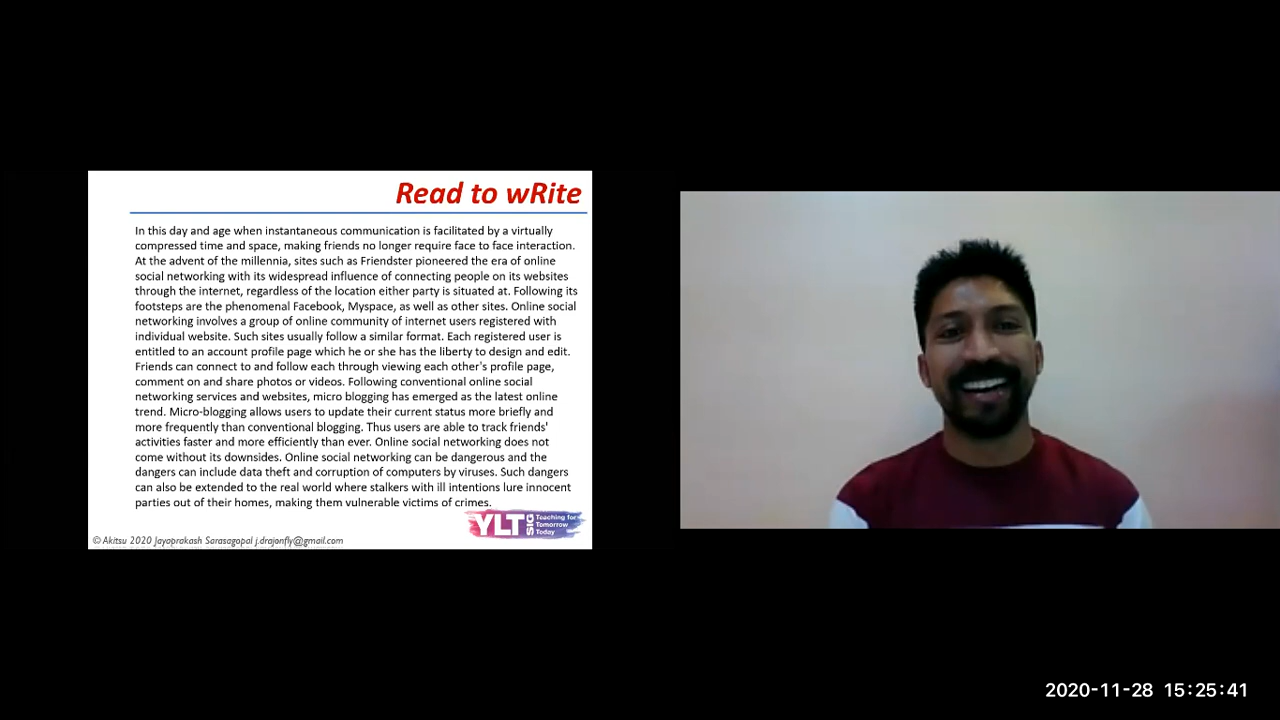 Read to wRite
In this day and age when instantaneous communication is facilitated by a virtually
compressed time and space, making friends no longer require face to face interaction.
At the advent of the millennia, sites such as Friendster pioneered the era of online
social networking with its widespread influence of connecting people on its websites
through the internet, regardless of the location either party is situated at. Following its
footsteps are the phenomenal Facebook, Myspace, as well as other sites. Online social
networking involves a group of online community of internet users registered with
individual website. Such sites usually follow a similar format. Each registered user is
entitled to an account profile page which he or she has the liberty to design and edit.
Friends can connect to and follow each through viewing each other's profile page,
comment on and share photos or videos. Following conventional online social
networking services and websites, micro blogging has emerged as the latest online
trend. Micro-blogging allows users to update their current status more briefly and
more frequently than conventional blogging. Thus users are able to track friends'
activities faster and more efficiently than ever. Online social networking does not
come without its downsides. Online social networking can be dangerous and the
dangers can include data theft and corruption of computers by viruses. Such dangers
can also be extended to the real world where stalkers with ill intentions lure innocent
parties out of their homes, making them vulnerable victims of crimes.
YLT SIG
Teaching for
Tomorrow
Today
© Akitsu 2020 Jayaprakash Sarasagopal j.drajonfly@gmail.com
2020-11-28 15:25:41